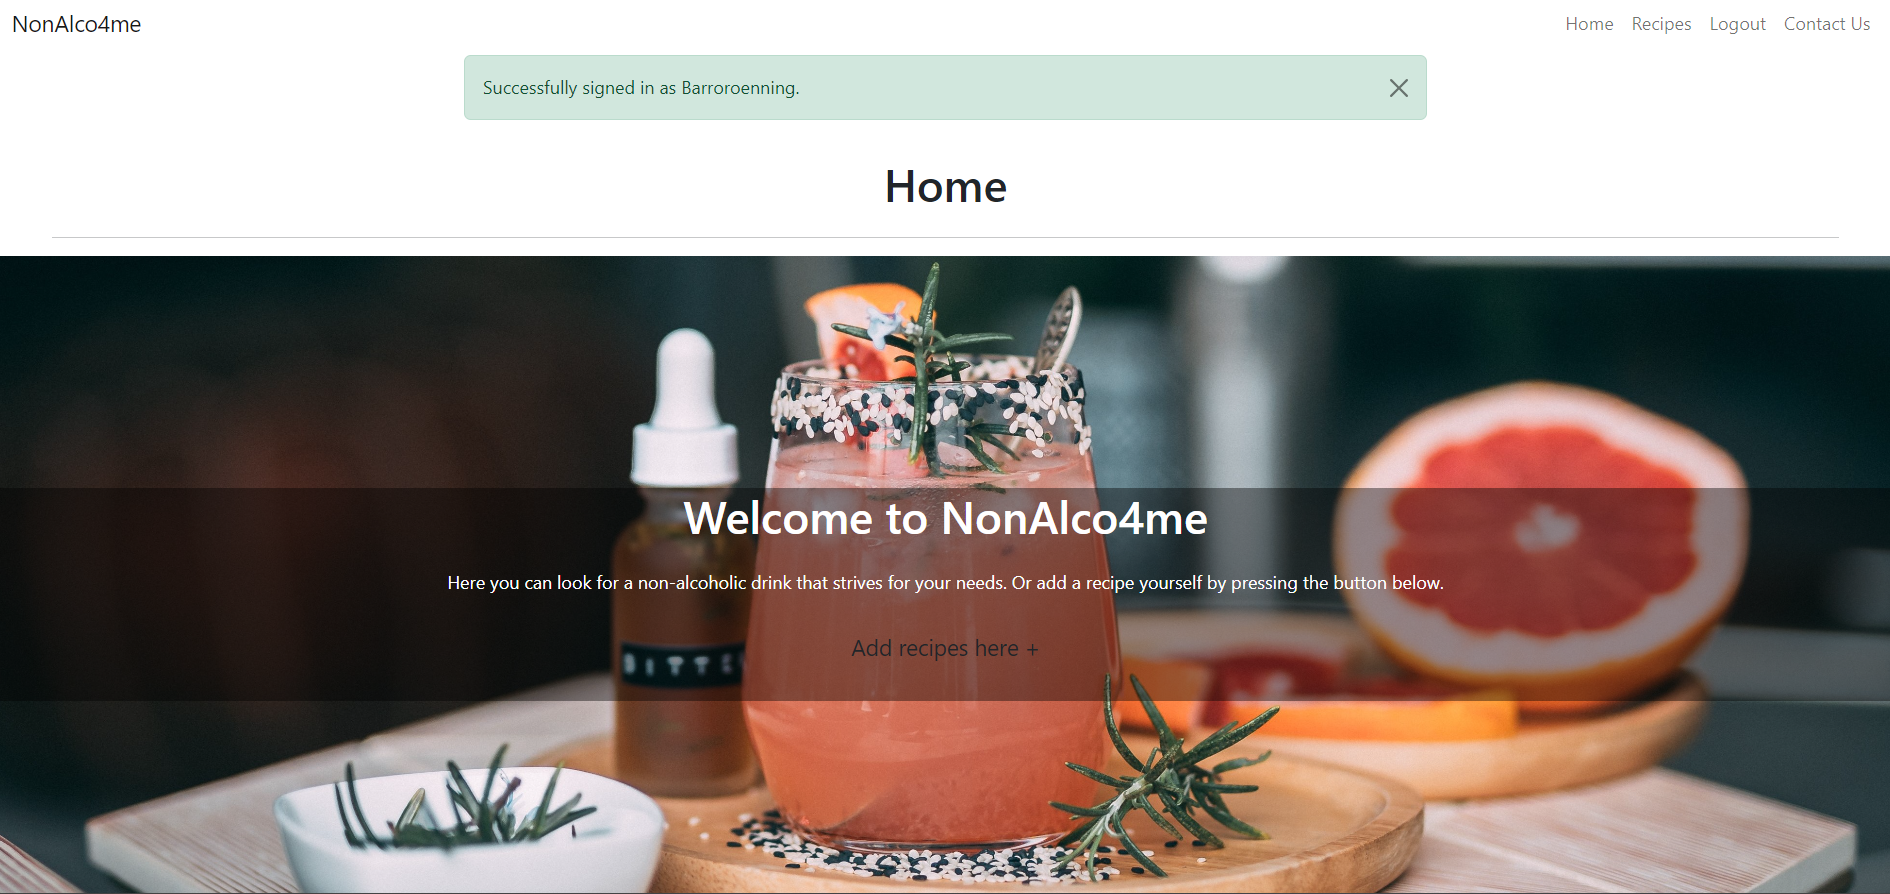 NonAlco4me
Home Recipes Logout Contact Us
Successfully signed in as Barroroenning.
Home
Welcome to NonAlco4me
Here you can look for a non-alcoholic drink that strives for your needs. Or add a recipe yourself by pressing the button below.
Add recipes here +